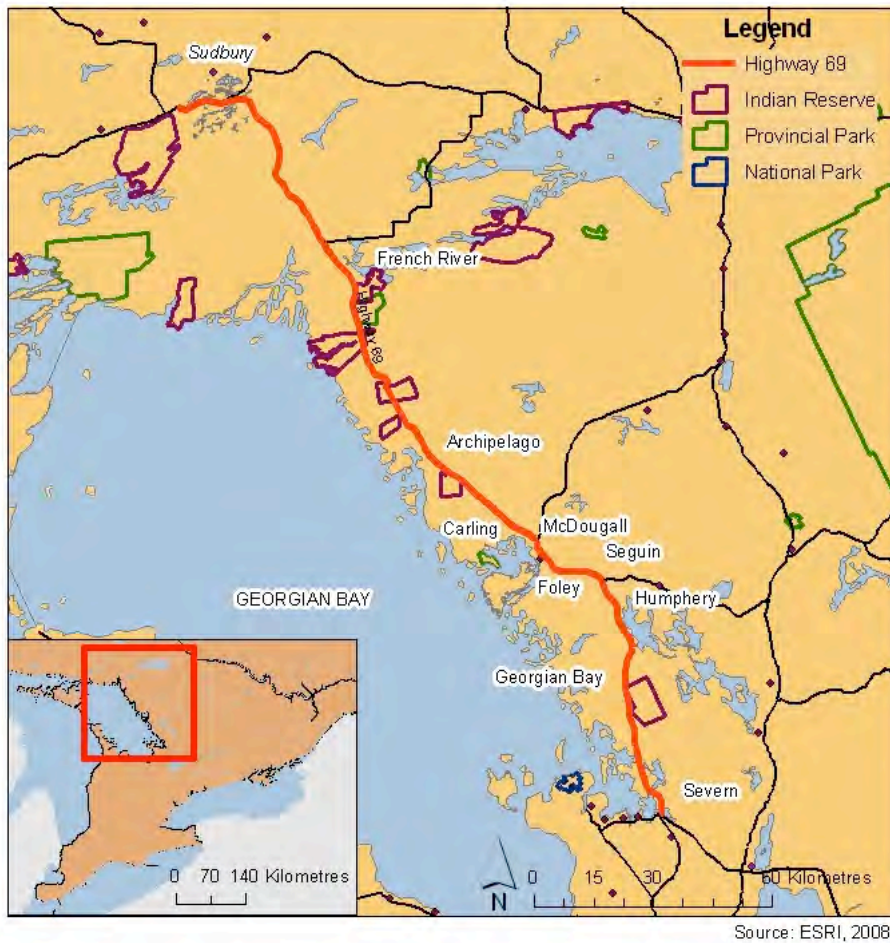 Legend
Highway 69
Indian Reserve
Provincial Park
National Park
Sudbury
French River
Highway 69
Archipelago
Carling
McDougall
Seguin
Foley
Humphery
GEORGIAN BAY
Georgian Bay
Severn
0 70 140 Kilometres
N
0 15 30 60 Kilometres
Source: ESRI, 2008